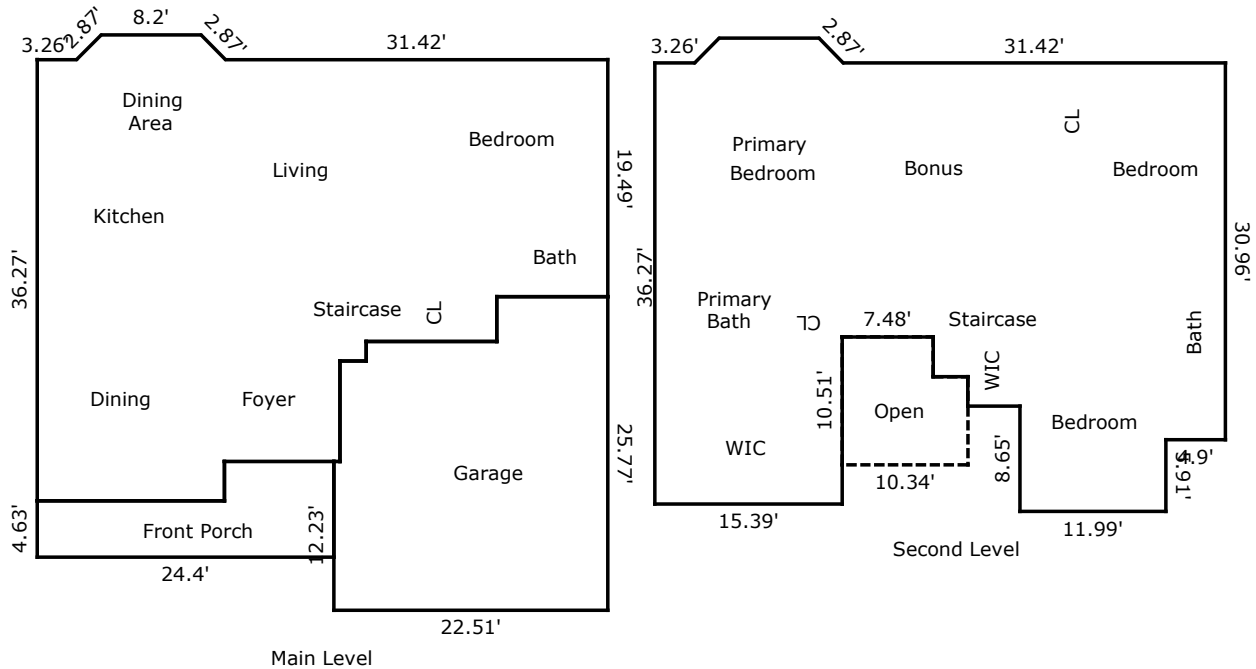 3.26'
2.87'
8.2'
2.87'
31.42'
Dining
Area
Living
Bedroom
19.49'
Kitchen
36.27'
Bath
Staircase
CL
Dining
Foyer
25.77'
Garage
4.63'
Front Porch
12.23'
24.4'
22.51'
Main Level
3.26'
2.87'
31.42'
CL
Primary
Bedroom
Bonus
Bedroom
36.27'
30.96'
Primary
Bath
CL
7.48'
Staircase
Bath
WIC
10.51'
Open
Bedroom
WIC
8.65'
4.9'
5.91'
10.34'
15.39'
11.99'
Second Level